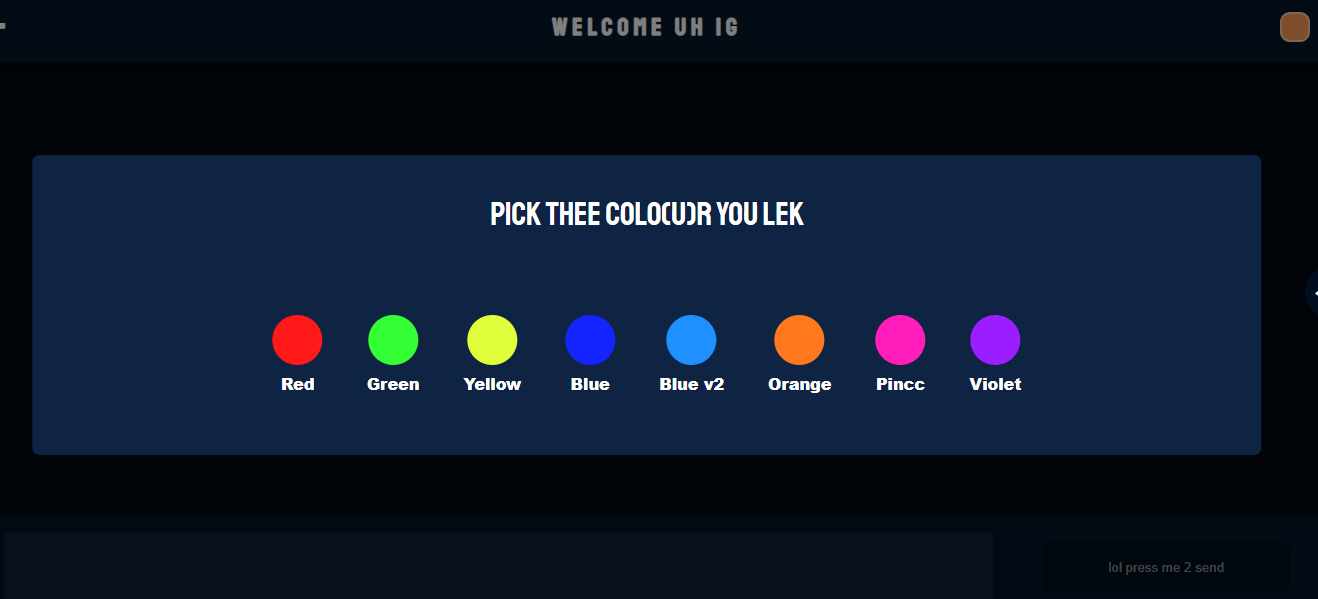 WELCOME UH IG
PICK THEE COLO(U)R YOU LEK
Red Green Yellow Blue Blue v2 Orange Pincc Violet
lol press me 2 send